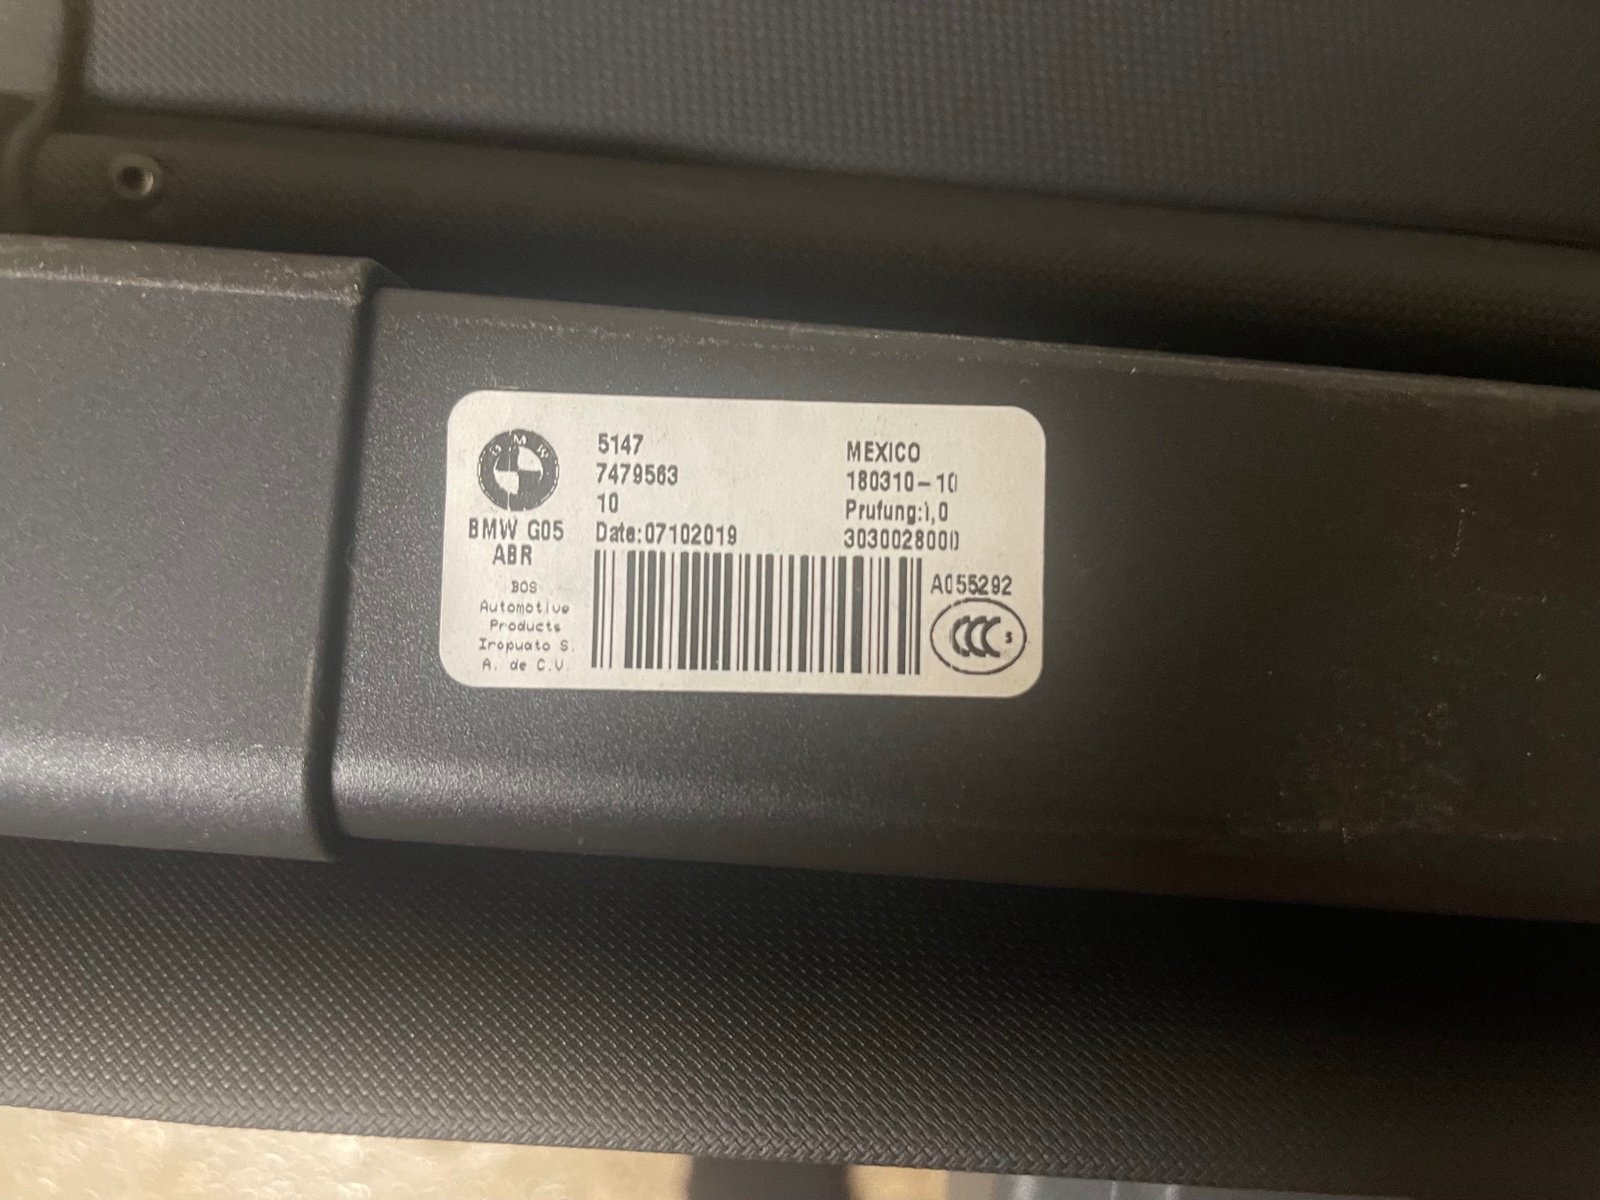 BMW
5147
7479563
10
Date:07102019
MEXICO
180310-10
Prufung:1,0
3030028000
BMW G05
ABR
BOS
Automotive
Products
Irapuato S.
A. de C.V.
A055292
CCC S